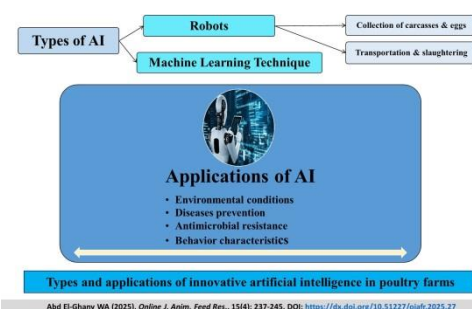 Types of AI
Robots
Machine Learning Technique
Collection of carcasses & eggs
Transportation & slaughtering
Applications of AI
• Environmental conditions
• Diseases prevention
• Antimicrobial resistance
• Behavior characteristics
Types and applications of innovative artificial intelligence in poultry farms
Abd El-Ghany WA (2025). Online J. Anim. Feed Res., 15(4): 237-245. DOI: https://dx.doi.org/10.51227/ojafr.2025.27